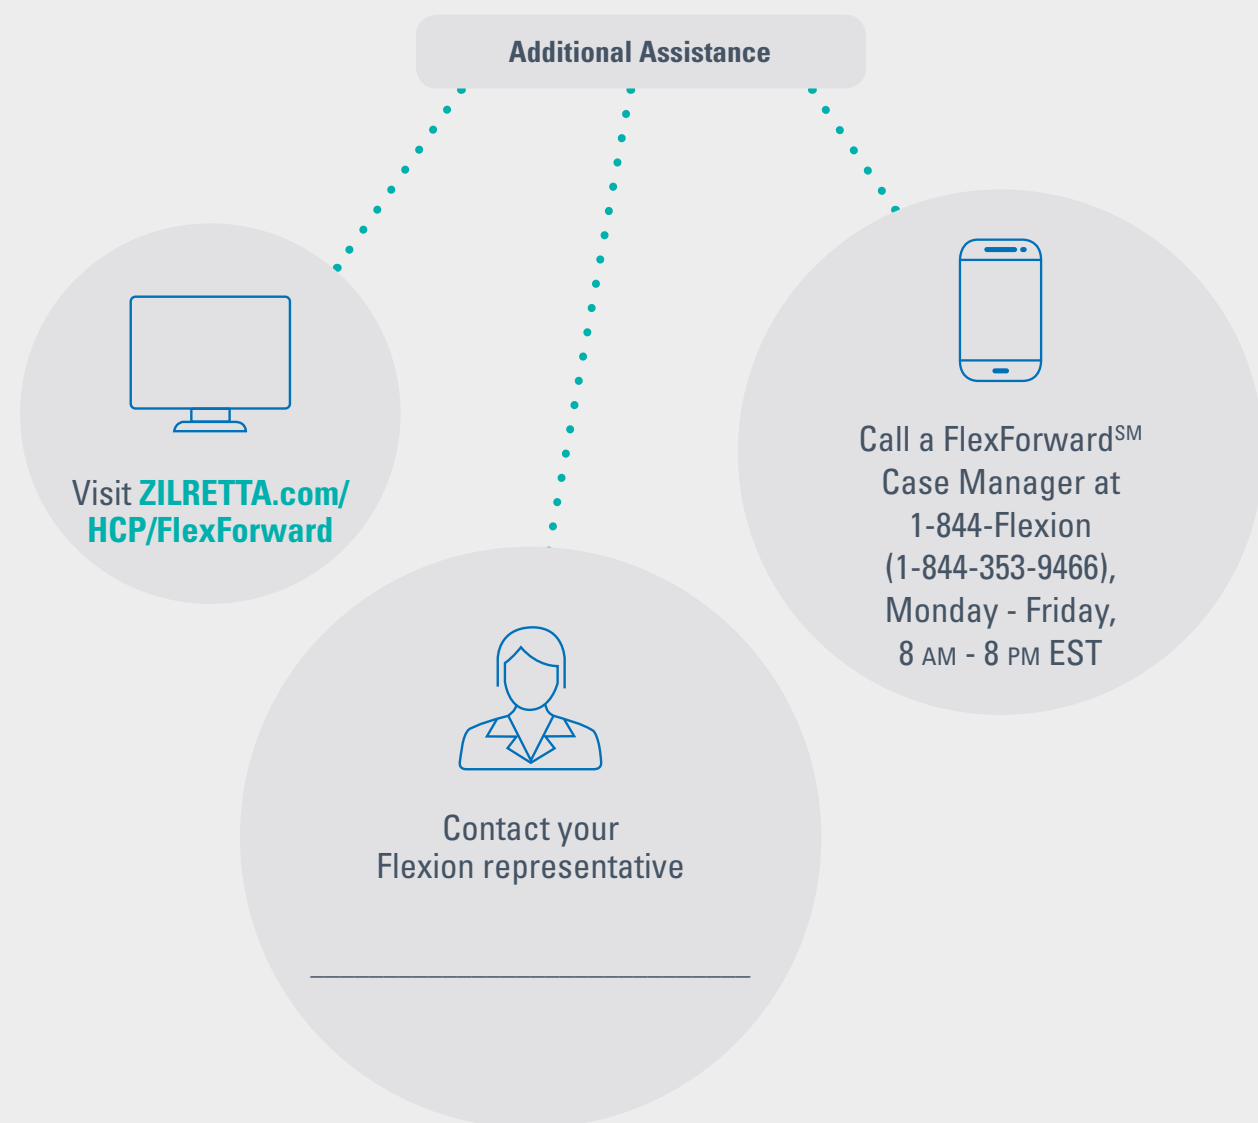 Additional Assistance
Visit ZILRETTA.com/
HCP/FlexForward
Contact your
Flexion representative
Call a FlexForward℠
Case Manager at
1-844-Flexion
(1-844-353-9466),
Monday - Friday,
8 AM - 8 PM EST